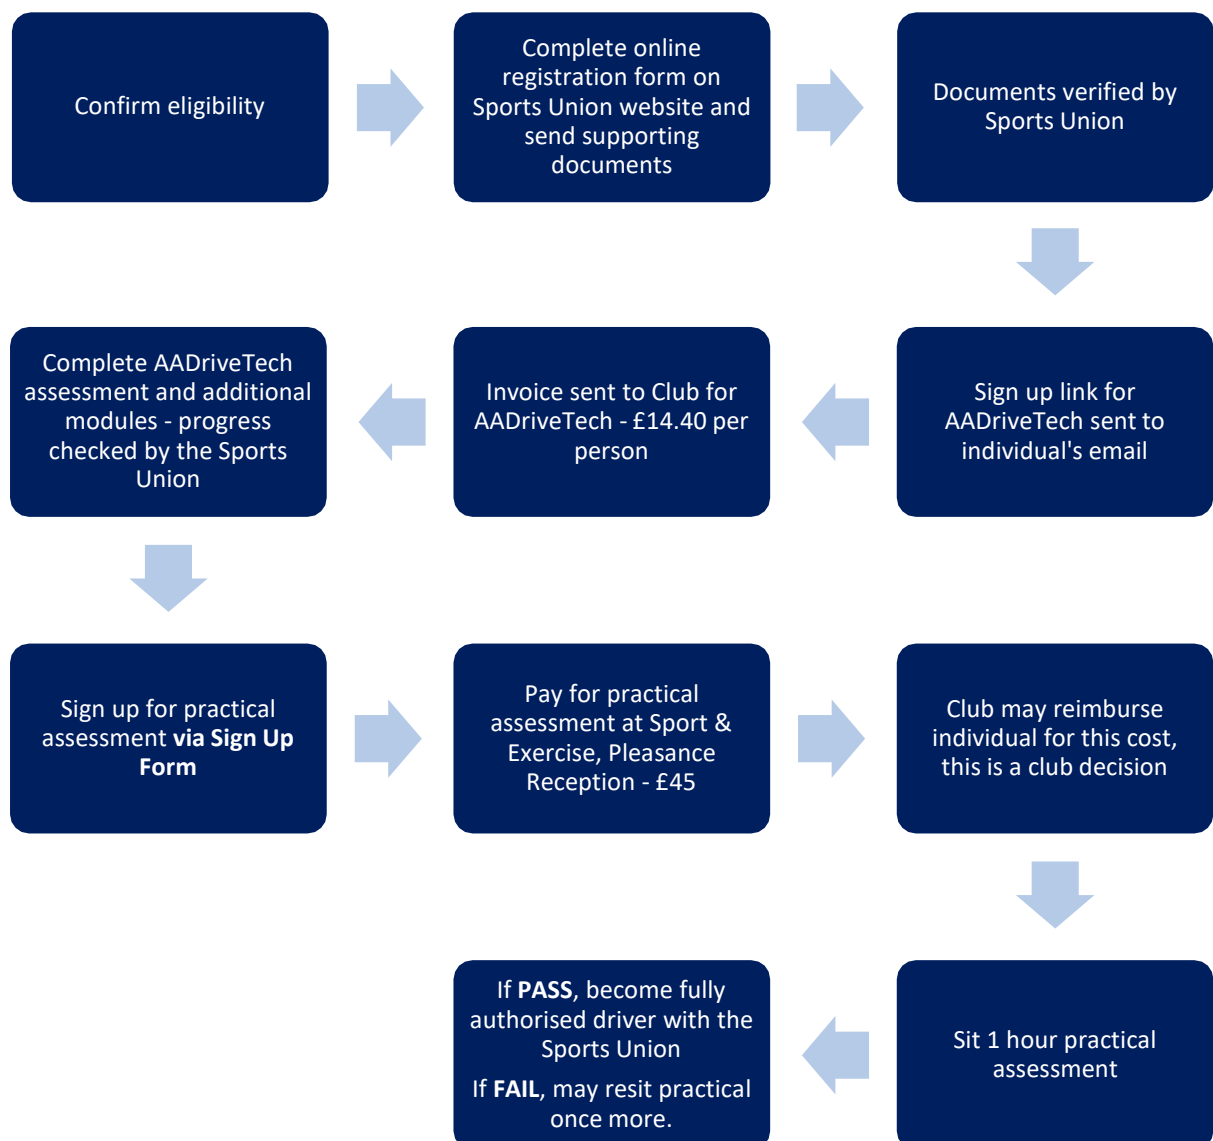 Confirm eligibility
Complete online
registration form on
Sports Union website and
send supporting
documents
Documents verified by
Sports Union
Sign up link for
AADriveTech sent to
individual's email
Invoice sent to Club for
AADriveTech - £14.40 per
person
Complete AADriveTech
assessment and additional
modules - progress
checked by the Sports
Union
Sign up for practical
assessment via Sign Up
Form
Pay for practical
assessment at Sport &
Exercise, Pleasance
Reception - £45
Club may reimburse
individual for this cost,
this is a club decision
Sit 1 hour practical
assessment
If PASS, become fully
authorised driver with the
Sports Union
If FAIL, may resit practical
once more.